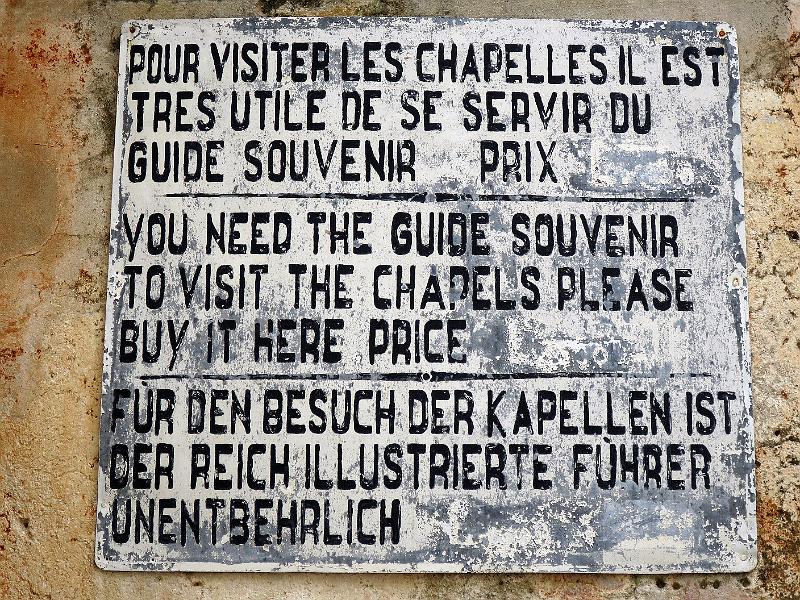 POUR VISITER LES CHAPELLES IL EST
TRES UTILE DE SE SERVIR DU
GUIDE SOUVENIR PRIX
YOU NEED THE GUIDE SOUVENIR
TO VISIT THE CHAPELS PLEASE
BUY IT HERE PRICE
FUR DEN BESUCH DER KAPELLEN IST
DER REICH ILLUSTRIERTE FÜHRER
UNENTBEHRLICH